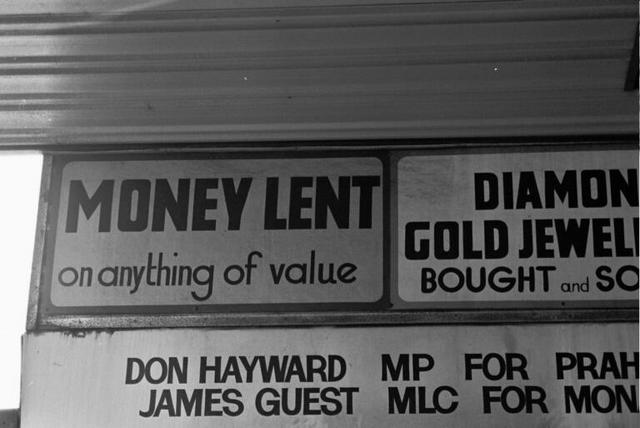 MONEY LENT
on anything of value
DIAMON
GOLD JEWEL
BOUGHT and SO
DON HAYWARD MP FOR PRAH
JAMES GUEST MLC FOR MON